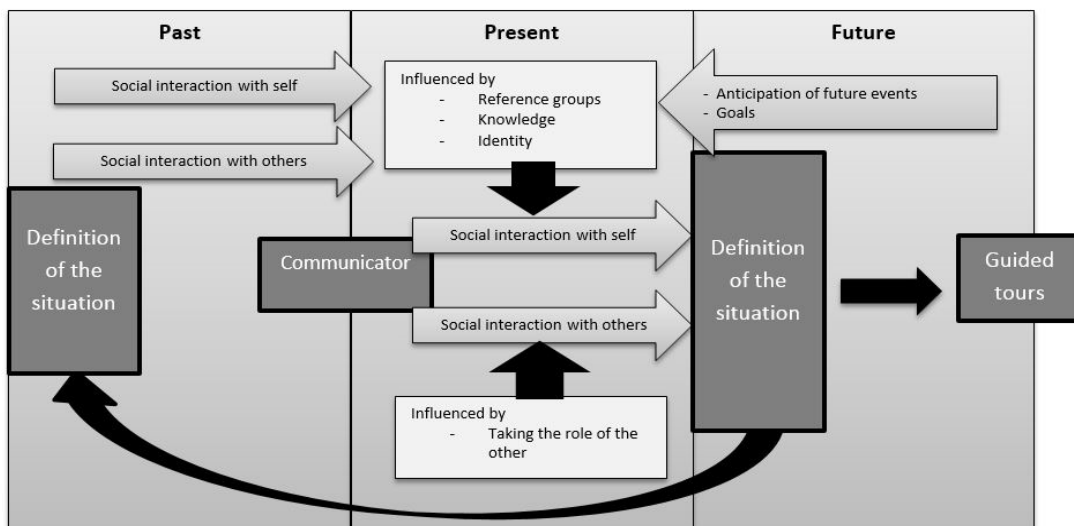 Past
Present
Future
Social interaction with self
Social interaction with others
Influenced by
- Reference groups
- Knowledge
- Identity
- Anticipation of future events
- Goals
Definition
of the
situation
Communicator
Social interaction with self
Social interaction with others
Definition
of the
situation
Guided
tours
Influenced by
- Taking the role of the
other